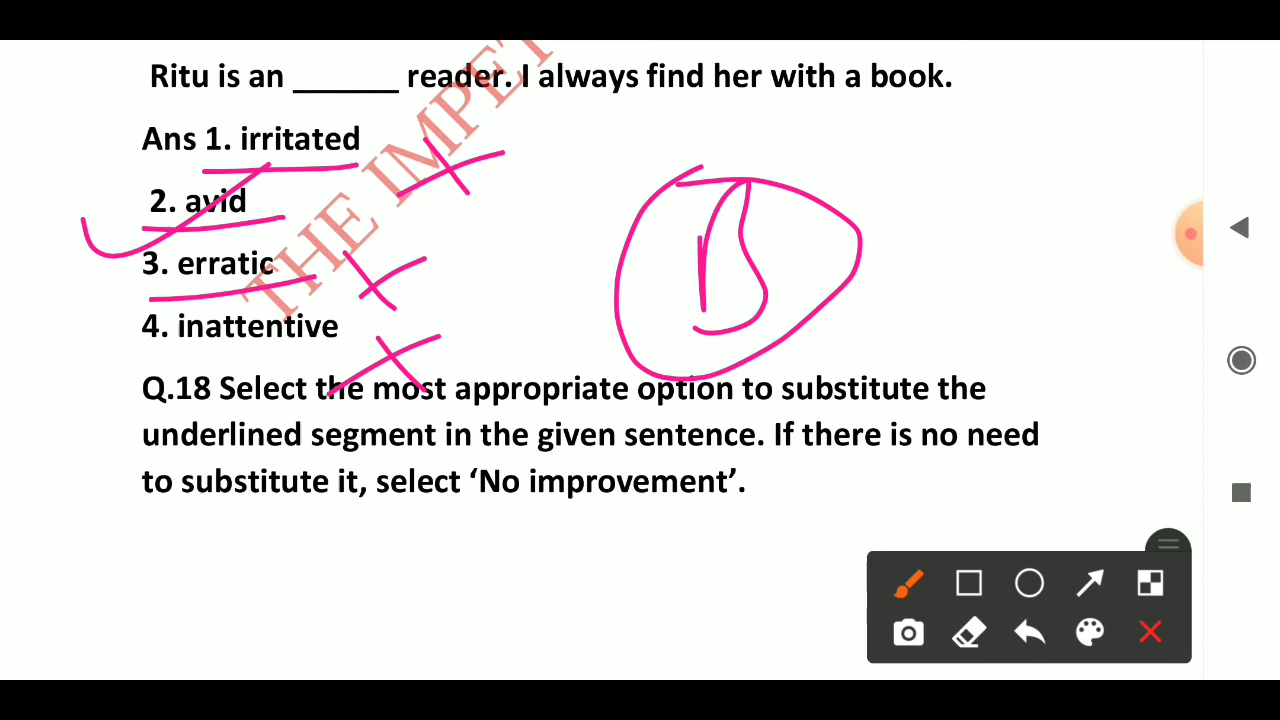 Ritu is an ______ reader. I always find her with a book.
Ans 1. irritated
2. avid
3. erratic
4. inattentive
Q.18 Select the most appropriate option to substitute the
underlined segment in the given sentence. If there is no need
to substitute it, select ‘No improvement’.
THE IMPET
B